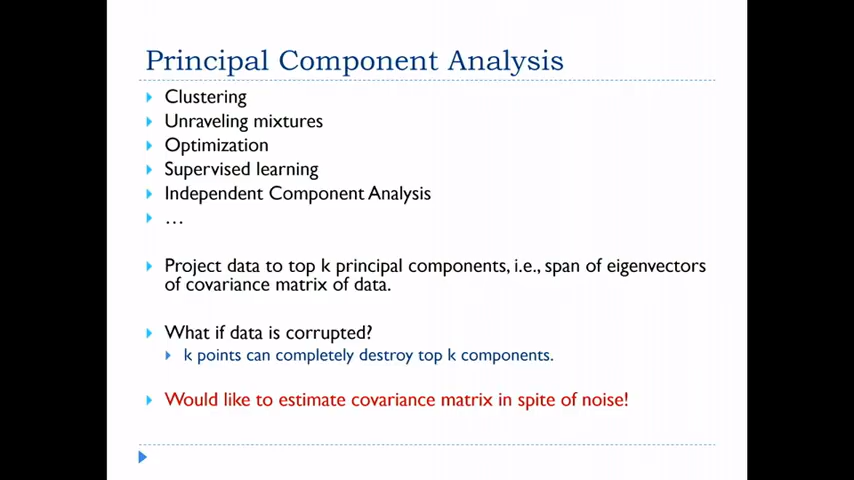 Principal Component Analysis
Clustering
Unraveling mixtures
Optimization
Supervised learning
Independent Component Analysis
…
Project data to top k principal components, i.e., span of eigenvectors
of covariance matrix of data.
What if data is corrupted?
k points can completely destroy top k components.
Would like to estimate covariance matrix in spite of noise!